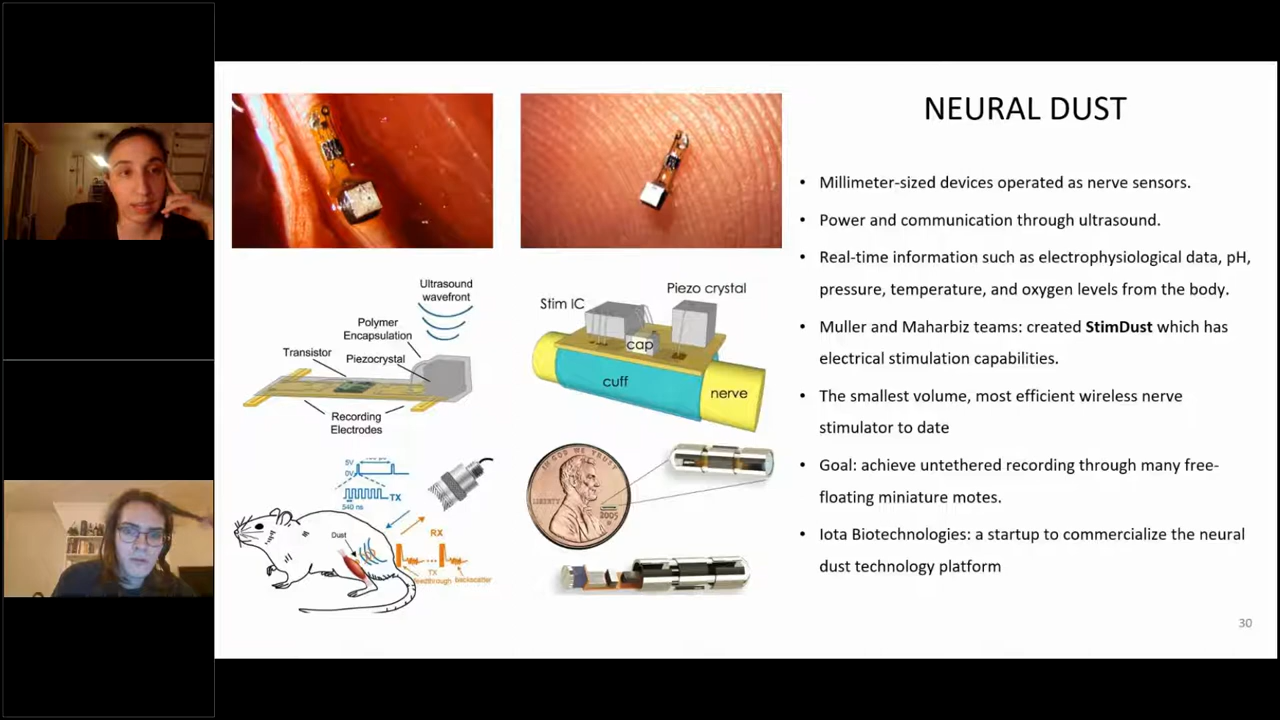 NEURAL DUST
• Millimeter-sized devices operated as nerve sensors.
• Power and communication through ultrasound.
• Real-time information such as electrophysiological data, pH,
pressure, temperature, and oxygen levels from the body.
• Muller and Maharbiz teams: created StimDust which has
electrical stimulation capabilities.
• The smallest volume, most efficient wireless nerve
stimulator to date
• Goal: achieve untethered recording through many free-
floating miniature motes.
• Iota Biotechnologies: a startup to commercialize the neural
dust technology platform
Ultrasound
wavefront
Polymer
Encapsulation
Transistor
Piezocrystal
Recording
Electrodes
Stim IC
Piezo crystal
cap
cuff
nerve
5V
0V
TX
540 ns
Dust
RX
TX
feedthrough
backscatter
IN GOD WE TRUST
LIBERTY
2005
30